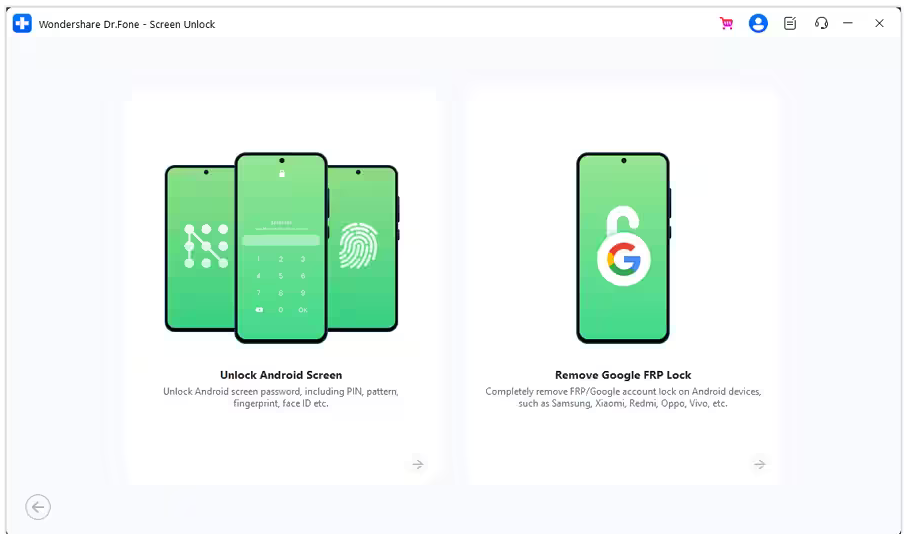 Wondershare Dr.Fone - Screen Unlock
1 2 3
4 5 6
7 8 9
0 OK
G
Unlock Android Screen
Unlock Android screen password, including PIN, pattern,
fingerprint, face ID etc.
Remove Google FRP Lock
Completely remove FRP/Google account lock on Android devices,
such as Samsung, Xiaomi, Redmi, Oppo, Vivo, etc.